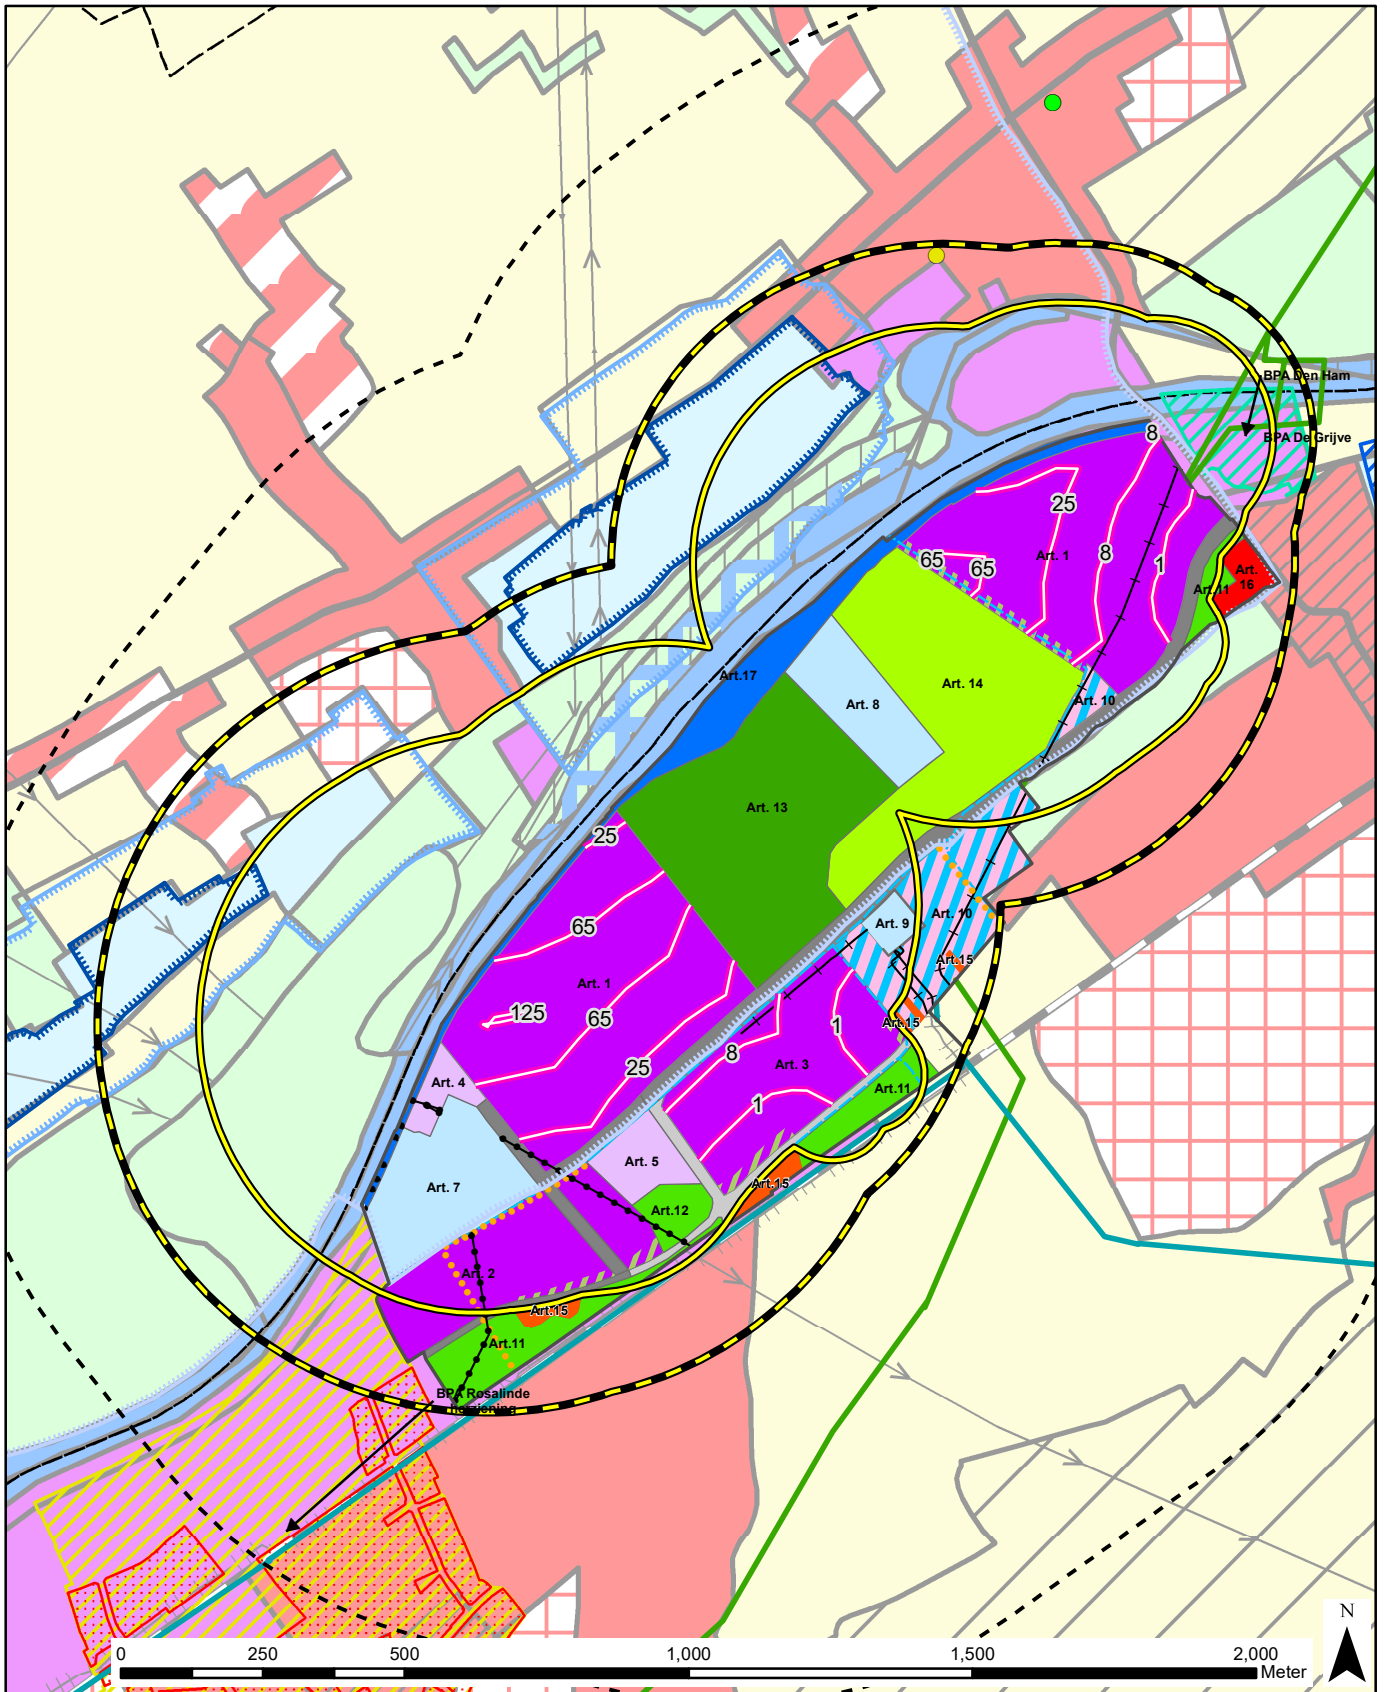 BPA Den Ham
8
BPA De Grijve
25
Art. 1
8
65
65
1
Art.
16
Art.11
Art.17
Art. 14
Art. 10
Art. 8
Art. 13
25
65
Art. 9
Art. 10
Art.15
Art. 1
125
65
Art.15
1
8
Art. 3
25
Art. 4
Art.11
1
Art. 5
Art. 7
Art.15
Art.12
Art. 2
Art.15
Art.11
BPA Rosalinde
herziening
N
0 250 500 1,000 1,500 2,000
Meter